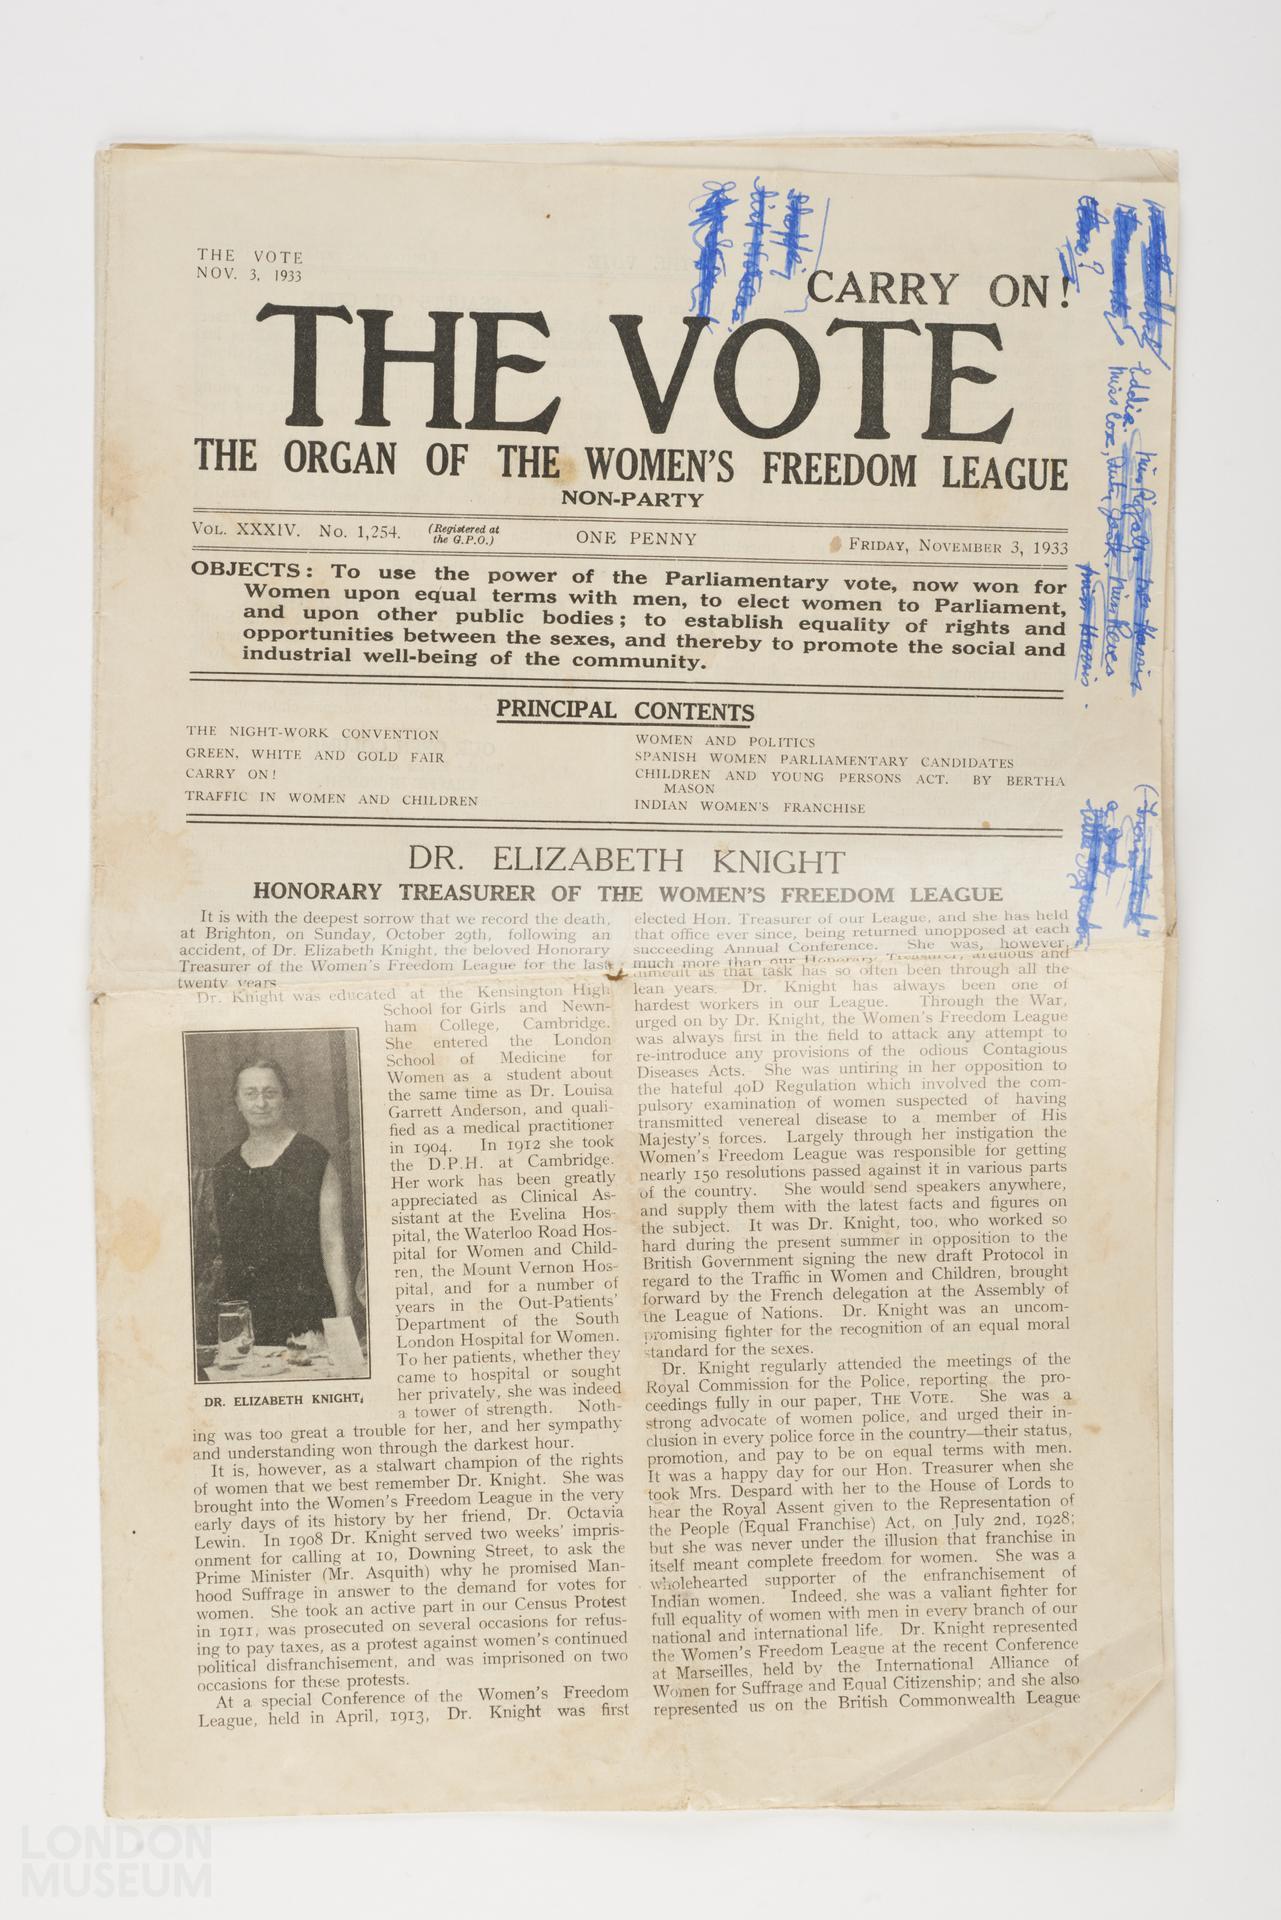 THE VOTE
NOV. 3, 1933
CARRY ON!
THE VOTE
THE ORGAN OF THE WOMEN'S FREEDOM LEAGUE
NON-PARTY
VOL. XXXIV. No. 1,254. (Registered at the G.P.O.) ONE PENNY FRIDAY, NOVEMBER 3, 1933
OBJECTS: To use the power of the Parliamentary vote, now won for
Women upon equal terms with men, to elect women to Parliament,
and upon other public bodies; to establish equality of rights and
opportunities between the sexes, and thereby to promote the social and
industrial well-being of the community.
PRINCIPAL CONTENTS
THE NIGHT-WORK CONVENTION
GREEN, WHITE AND GOLD FAIR
CARRY ON!
TRAFFIC IN WOMEN AND CHILDREN
WOMEN AND POLITICS
SPANISH WOMEN PARLIAMENTARY CANDIDATES
CHILDREN AND YOUNG PERSONS ACT. BY BERTHA
MASON
INDIAN WOMEN'S FRANCHISE
DR. ELIZABETH KNIGHT
HONORARY TREASURER OF THE WOMEN'S FREEDOM LEAGUE
It is with the deepest sorrow that we record the death,
at Brighton, on Sunday, October 29th, following an
accident, of Dr. Elizabeth Knight, the beloved Honorary
Treasurer of the Women's Freedom League for the last
twenty years
Dr. Knight was educated at the Kensington High
School for Girls and Newn-
ham College, Cambridge.
She entered the London
School of Medicine for
Women as a student about
the same time as Dr. Louisa
Garrett Anderson, and quali-
fied as a medical practitioner
in 1904. In 1912 she took
the D.P.H. at Cambridge.
Her work has been greatly
appreciated as Clinical As-
sistant at the Evelina Hos-
pital, the Waterloo Road Hos-
pital for Women and Child-
ren, the Mount Vernon Hos-
pital, and for a number of
years in the Out-Patients'
Department of the South
London Hospital for Women.
To her patients, whether they
came to hospital or sought
her privately, she was indeed
a tower of strength. Noth-
DR. ELIZABETH KNIGHT.
ing was too great a trouble for her, and her sympathy
and understanding won through the darkest hour.
It is, however, as a stalwart champion of the rights
of women that we best remember Dr. Knight. She was
brought into the Women's Freedom League in the very
early days of its history by her friend, Dr. Octavia
Lewin. In 1908 Dr. Knight served two weeks' impris-
onment for calling at 10, Downing Street, to ask the
Prime Minister (Mr. Asquith) why he promised Man-
hood Suffrage in answer to the demand for votes for
women. She took an active part in our Census Protest
in 1911, was prosecuted on several occasions for refus-
ing to pay taxes, as a protest against women's continued
political disfranchisement, and was imprisoned on two
occasions for these protests.
At a special Conference of the Women's Freedom
League, held in April, 1913, Dr. Knight was first
elected Hon. Treasurer of our League, and she has held
that office ever since, being returned unopposed at each
succeeding Annual Conference. She was, however,
much more than our Honorary Treasurer, arduous and
difficult as that task has so often been through all the
lean years. Dr. Knight has always been one of
hardest workers in our League. Through the War,
urged on by Dr. Knight, the Women's Freedom League
was always first in the field to attack any attempt to
re-introduce any provisions of the odious Contagious
Diseases Acts. She was untiring in her opposition to
the hateful 40D Regulation which involved the com-
pulsory examination of women suspected of having
transmitted venereal disease to a member of His
Majesty's forces. Largely through her instigation the
Women's Freedom League was responsible for getting
nearly 150 resolutions passed against it in various parts
of the country. She would send speakers anywhere,
and supply them with the latest facts and figures on
the subject. It was Dr. Knight, too, who worked so
hard during the present summer in opposition to the
British Government signing the new draft Protocol in
regard to the Traffic in Women and Children, brought
forward by the French delegation at the Assembly of
the League of Nations. Dr. Knight was an uncom-
promising fighter for the recognition of an equal moral
standard for the sexes.
Dr. Knight regularly attended the meetings of the
Royal Commission for the Police, reporting the pro-
ceedings fully in our paper, THE VOTE. She was a
strong advocate of women police, and urged their in-
clusion in every police force in the country—their status,
promotion, and pay to be on equal terms with men.
It was a happy day for our Hon. Treasurer when she
took Mrs. Despard with her to the House of Lords to
hear the Royal Assent given to the Representation of
the People (Equal Franchise) Act, on July 2nd, 1928;
but she was never under the illusion that franchise in
itself meant complete freedom for women. She was a
wholehearted supporter of the enfranchisement of
Indian women. Indeed, she was a valiant fighter for
full equality of women with men in every branch of our
national and international life. Dr. Knight represented
the Women's Freedom League at the recent Conference
at Marseilles, held by the International Alliance of
Women for Suffrage and Equal Citizenship; and she also
represented us on the British Commonwealth League
Eddie.
Miss Cox, Miss Reeves
Miss Harris
LONDON
MUSEUM